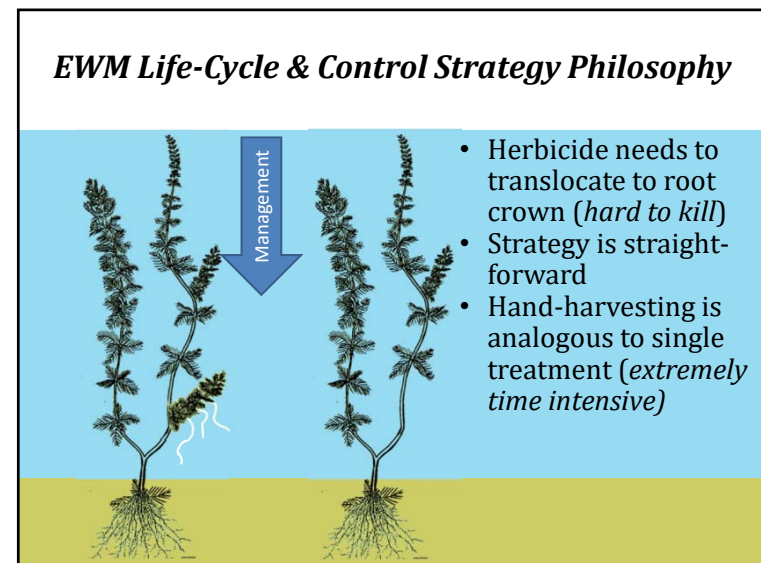 EWM Life-Cycle & Control Strategy Philosophy
Management
• Herbicide needs to
translocate to root
crown (hard to kill)
• Strategy is straight-
forward
• Hand-harvesting is
analogous to single
treatment (extremely
time intensive)